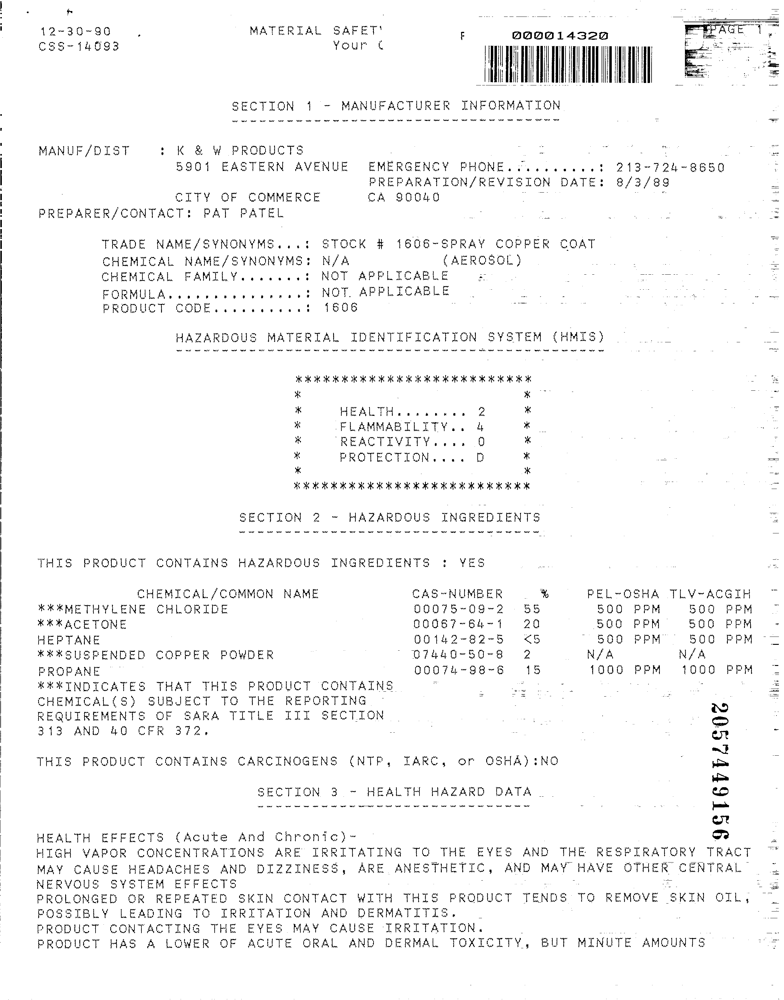 12-30-90 MATERIAL SAFET F 000014320 PAGE 1
CSS-14093 Your
SECTION 1 - MANUFACTURER INFORMATION
MANUF/DIST : K & W PRODUCTS
5901 EASTERN AVENUE EMERGENCY PHONE..........: 213-724-8650
PREPARATION/REVISION DATE: 8/3/89
CITY OF COMMERCE CA 90040
PREPARER/CONTACT: PAT PATEL
TRADE NAME/SYNONYMS...: STOCK # 1606-SPRAY COPPER COAT
CHEMICAL NAME/SYNONYMS: N/A (AEROSOL)
CHEMICAL FAMILY.......: NOT APPLICABLE
FORMULA...............: NOT APPLICABLE
PRODUCT CODE..........: 1606
HAZARDOUS MATERIAL IDENTIFICATION SYSTEM (HMIS)
**************************
* *
* HEALTH........ 2 *
* FLAMMABILITY.. 4 *
* REACTIVITY.... 0 *
* PROTECTION.... D *
* *
**************************
SECTION 2 - HAZARDOUS INGREDIENTS
THIS PRODUCT CONTAINS HAZARDOUS INGREDIENTS : YES
CHEMICAL/COMMON NAME CAS-NUMBER % PEL-OSHA TLV-ACGIH
***METHYLENE CHLORIDE 00075-09-2 55 500 PPM 500 PPM
***ACETONE 00067-64-1 20 500 PPM 500 PPM
HEPTANE 00142-82-5 <5 500 PPM 500 PPM
***SUSPENDED COPPER POWDER 07440-50-8 2 N/A N/A
PROPANE 00074-98-6 15 1000 PPM 1000 PPM
***INDICATES THAT THIS PRODUCT CONTAINS
CHEMICAL(S) SUBJECT TO THE REPORTING
REQUIREMENTS OF SARA TITLE III SECTION
313 AND 40 CFR 372.
2057449156
THIS PRODUCT CONTAINS CARCINOGENS (NTP, IARC, or OSHA):NO
SECTION 3 - HEALTH HAZARD DATA
HEALTH EFFECTS (Acute And Chronic)-
HIGH VAPOR CONCENTRATIONS ARE IRRITATING TO THE EYES AND THE RESPIRATORY TRACT
MAY CAUSE HEADACHES AND DIZZINESS, ARE ANESTHETIC, AND MAY HAVE OTHER CENTRAL
NERVOUS SYSTEM EFFECTS
PROLONGED OR REPEATED SKIN CONTACT WITH THIS PRODUCT TENDS TO REMOVE SKIN OIL,
POSSIBLY LEADING TO IRRITATION AND DERMATITIS.
PRODUCT CONTACTING THE EYES MAY CAUSE IRRITATION.
PRODUCT HAS A LOWER OF ACUTE ORAL AND DERMAL TOXICITY, BUT MINUTE AMOUNTS